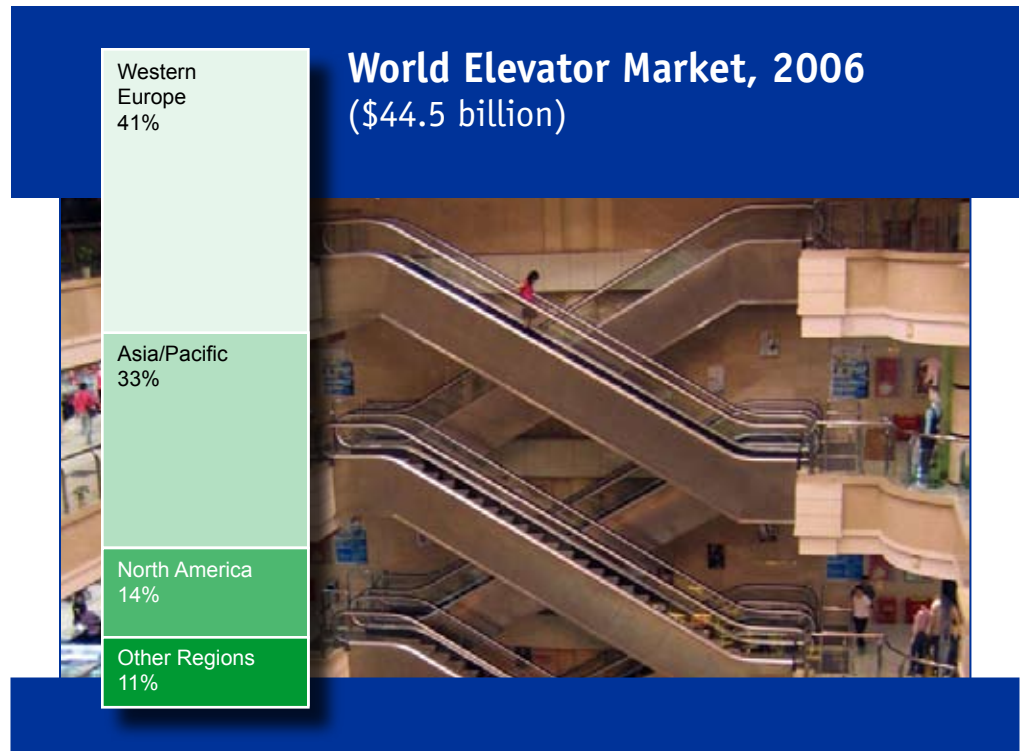 World Elevator Market, 2006
($44.5 billion)
Western
Europe
41%
Asia/Pacific
33%
North America
14%
Other Regions
11%